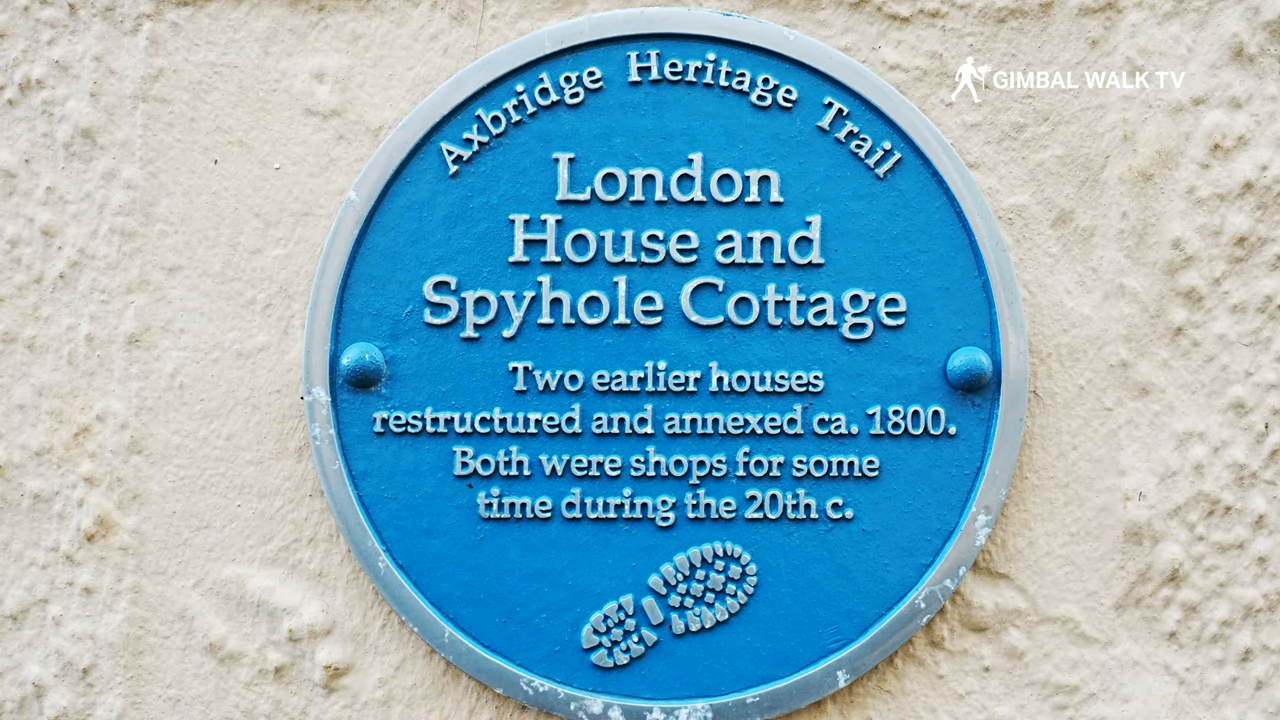 Axbridge Heritage Trail
GIMBAL WALK TV
London
House and
Spyhole Cottage
Two earlier houses
restructured and annexed ca. 1800.
Both were shops for some
time during the 20th c.